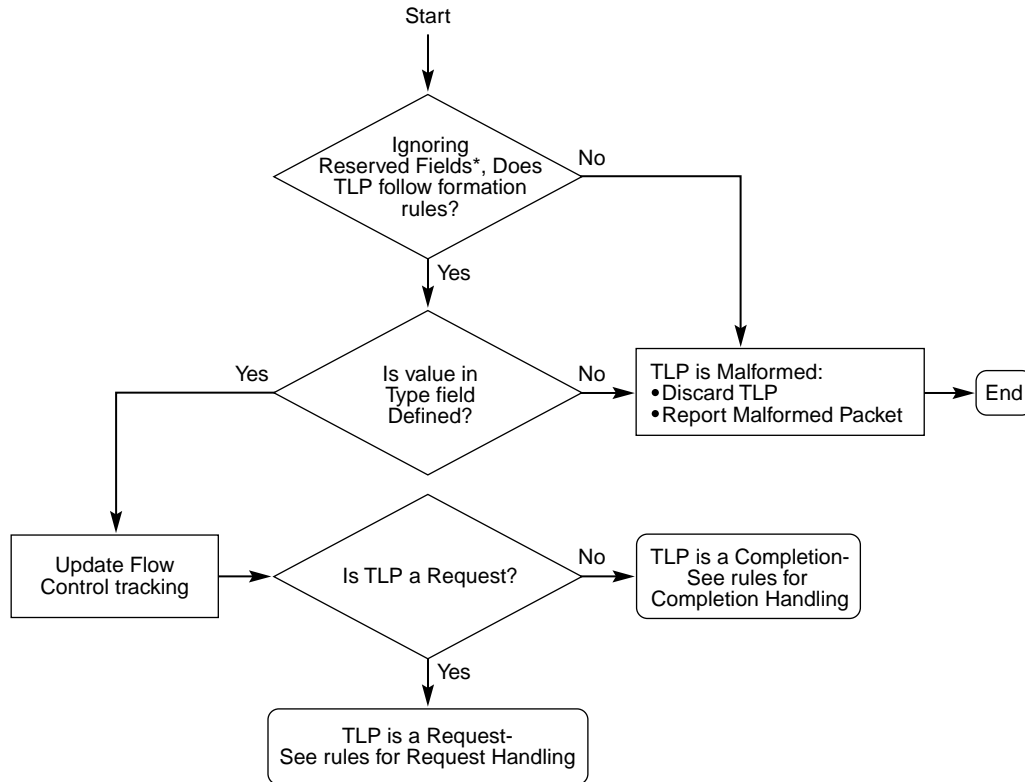 Start
Ignoring
Reserved Fields*, Does
TLP follow formation
rules?
No
Yes
Is value in
Type field
Defined?
Yes
No
TLP is Malformed:
•Discard TLP
•Report Malformed Packet
End
Update Flow
Control tracking
Is TLP a Request?
No
TLP is a Completion-
See rules for
Completion Handling
Yes
TLP is a Request-
See rules for Request Handling